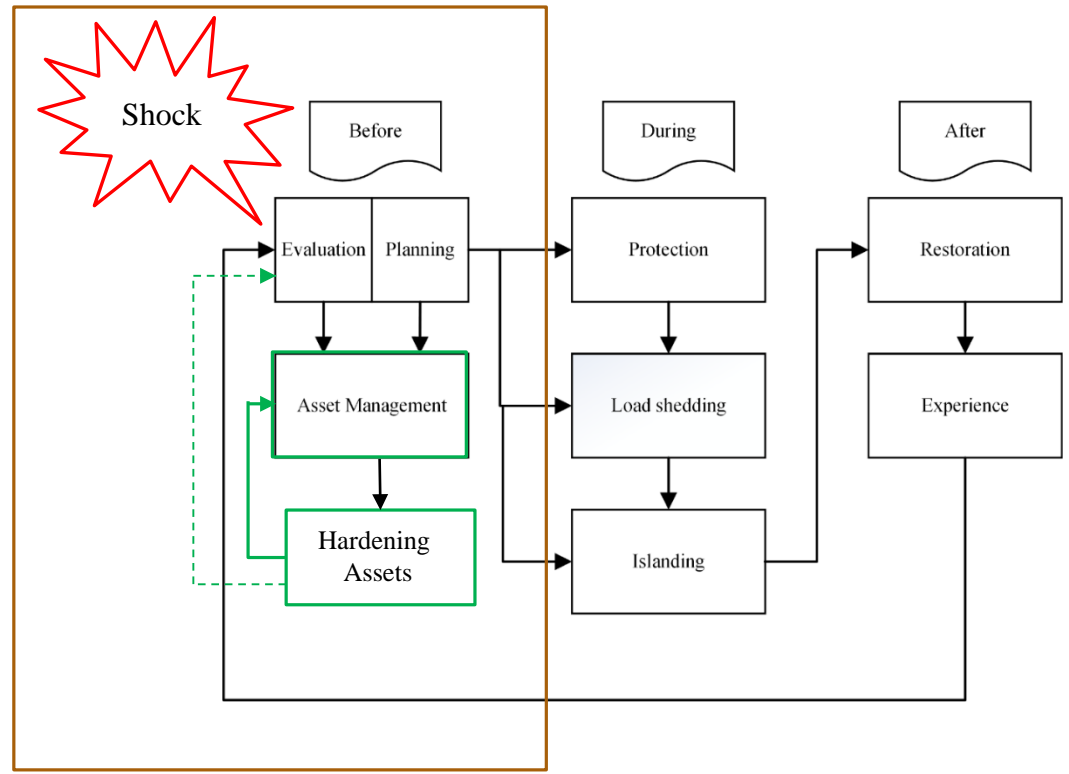 Shock
Before
During
After
Evaluation
Planning
Protection
Restoration
Asset Management
Load shedding
Experience
Hardening
Assets
Islanding